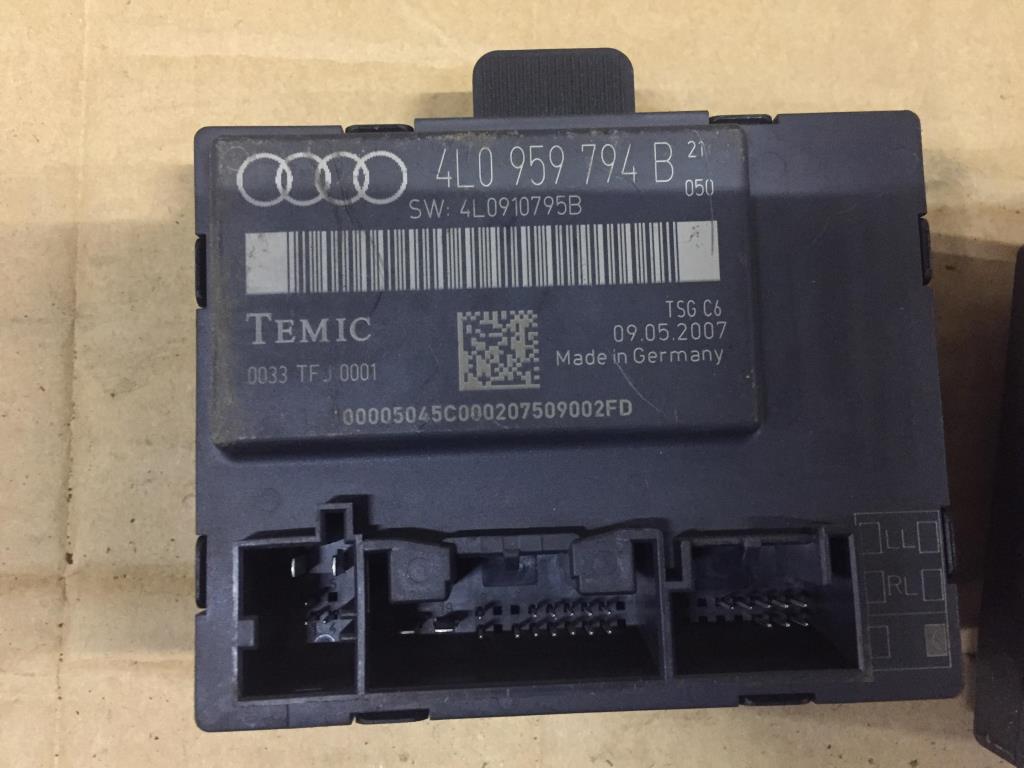 4L0 959 794 B 21
050
SW: 4L0910795B
TEMIC
TSG C6
09.05.2007
Made in Germany
0033 TFJ 0001
00005045C000207509002FD
LL
RL